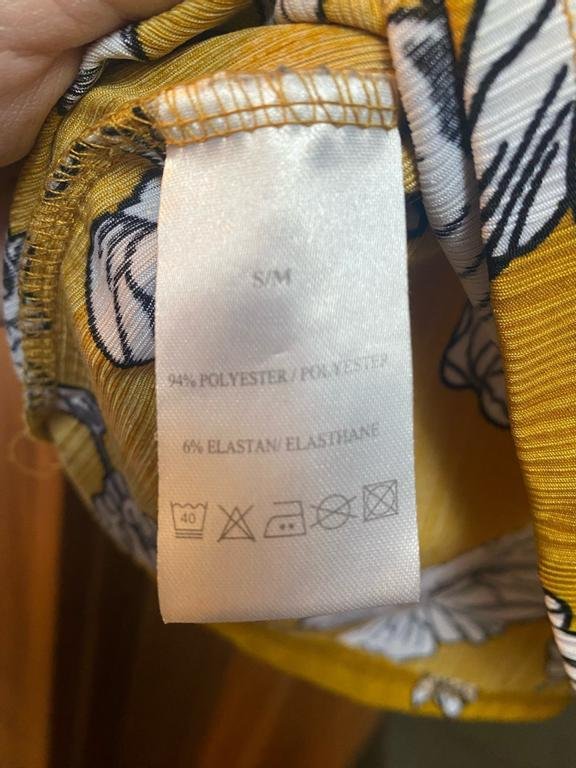 S/M
94% POLYESTER / POLYESTER
6% ELASTAN/ ELASTHANE
40